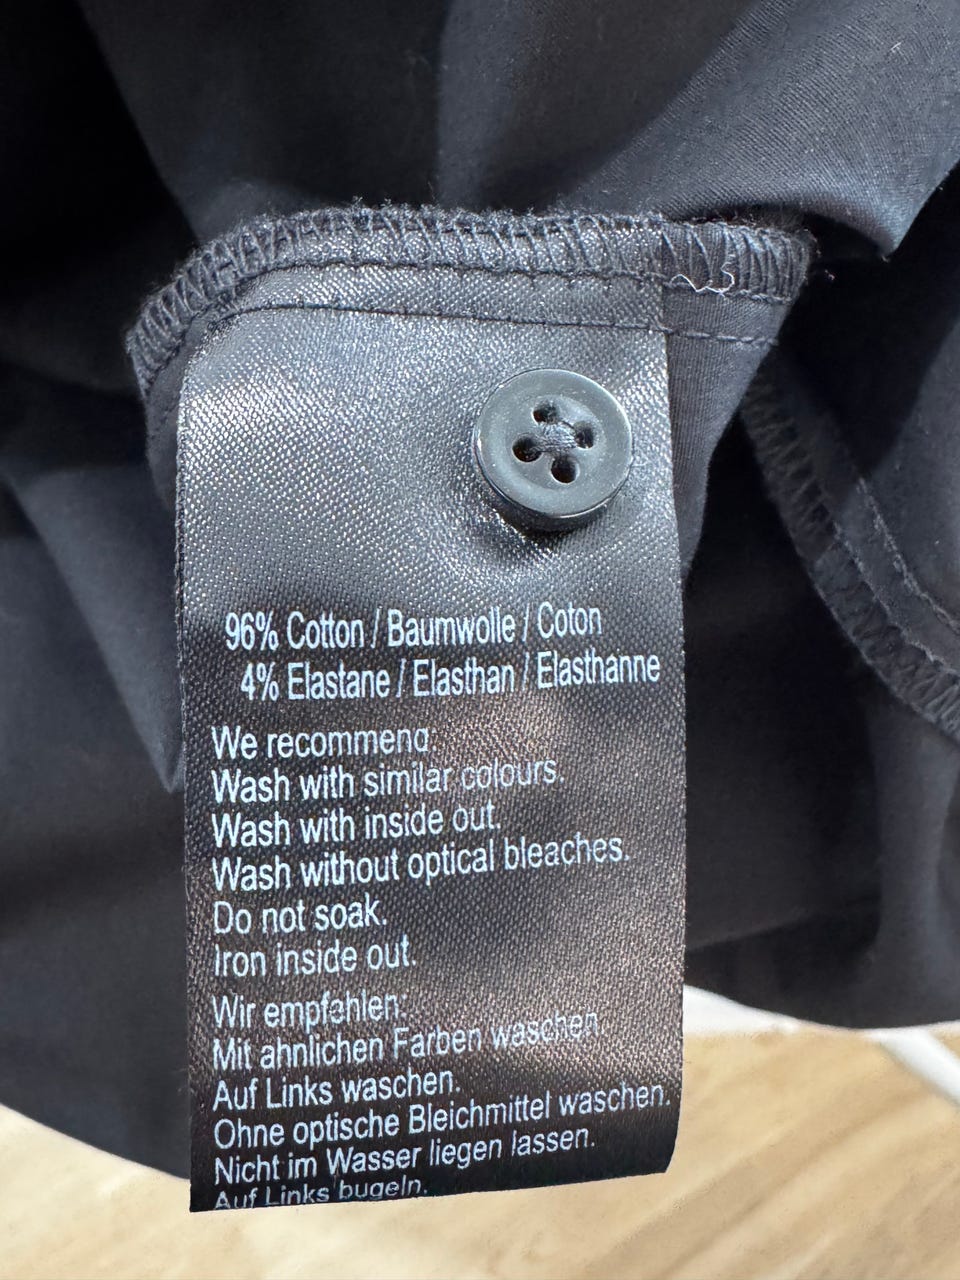 96% Cotton / Baumwolle / Coton
4% Elastane / Elasthan / Elasthanne
We recommend:
Wash with similar colours.
Wash with inside out.
Wash without optical bleaches.
Do not soak.
Iron inside out.
Wir empfehlen:
Mit ahnlichen Farben waschen.
Auf Links waschen.
Ohne optische Bleichmittel waschen.
Nicht im Wasser liegen lassen.
Auf Links bugeln.